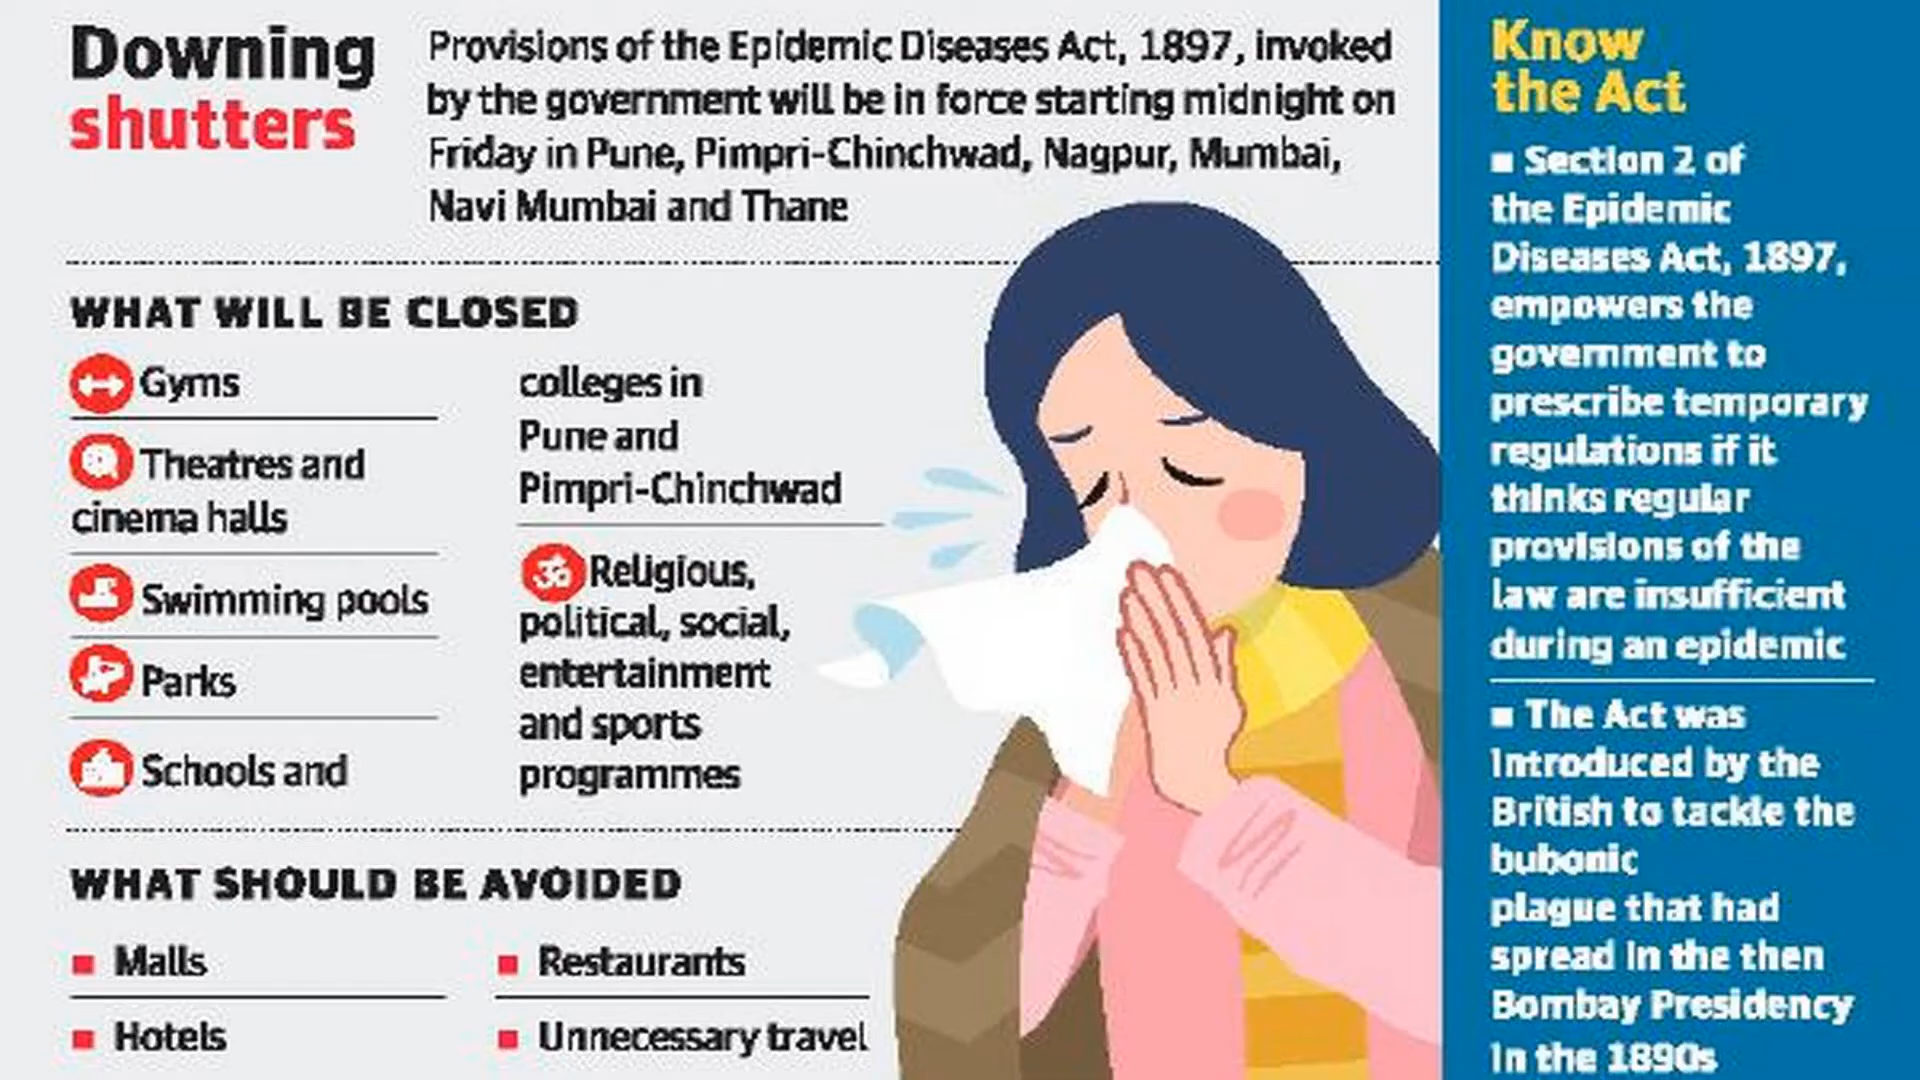 Downing
shutters
Provisions of the Epidemic Diseases Act, 1897, invoked
by the government will be in force starting midnight on
Friday in Pune, Pimpri-Chinchwad, Nagpur, Mumbai,
Navi Mumbai and Thane
WHAT WILL BE CLOSED
Gyms
Theatres and
cinema halls
Swimming pools
Parks
Schools and
colleges in
Pune and
Pimpri-Chinchwad
Religious,
political, social,
entertainment
and sports
programmes
WHAT SHOULD BE AVOIDED
Malls
Hotels
Restaurants
Unnecessary travel
Know
the Act
Section 2 of
the Epidemic
Diseases Act, 1897,
empowers the
government to
prescribe temporary
regulations if it
thinks regular
provisions of the
law are insufficient
during an epidemic
The Act was
introduced by the
British to tackle the
bubonic
plague that had
spread in the then
Bombay Presidency
in the 1890s